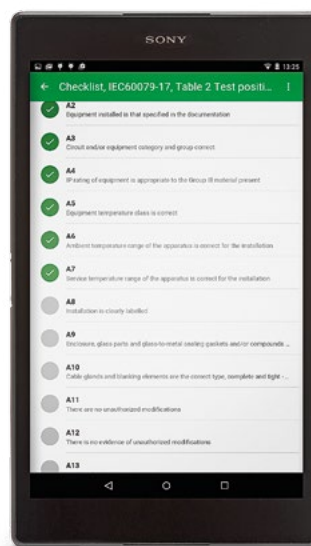 SONY
13:25
Checklist, IEC60079-17, Table 2 Test positi...
A2
Equipment installed is that specified in the documentation
A3
Circuit and/or equipment category and group correct
A4
IP rating of equipment is appropriate to the Group III material present
A5
Equipment temperature class is correct
A6
Ambient temperature range of the apparatus is correct for the installation
A7
Service temperature range of the apparatus is correct for the installation
A8
Installation is clearly labelled
A9
Enclosure, glass parts and glass-to-metal sealing gaskets and/or compounds ...
A10
Cable glands and blanking elements are the correct type, complete and tight -...
A11
There are no unauthorized modifications
A12
There is no evidence of unauthorized modifications
A13